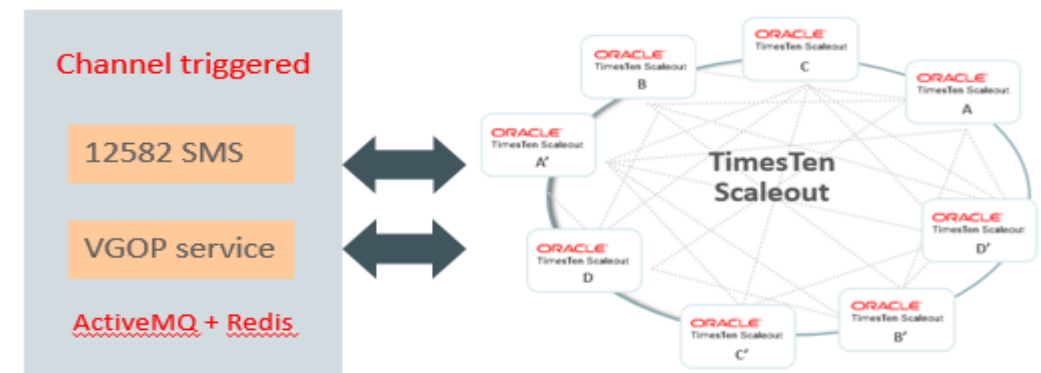 Channel triggered
12582 SMS
VGOP service
ActiveMQ + Redis
ORACLE
TimesTen Scaleout
C
ORACLE
TimesTen Scaleout
B
ORACLE
TimesTen Scaleout
A
ORACLE
TimesTen Scaleout
A'
TimesTen
Scaleout
ORACLE
TimesTen Scaleout
D'
ORACLE
TimesTen Scaleout
D
ORACLE
TimesTen Scaleout
B'
ORACLE
TimesTen Scaleout
C'